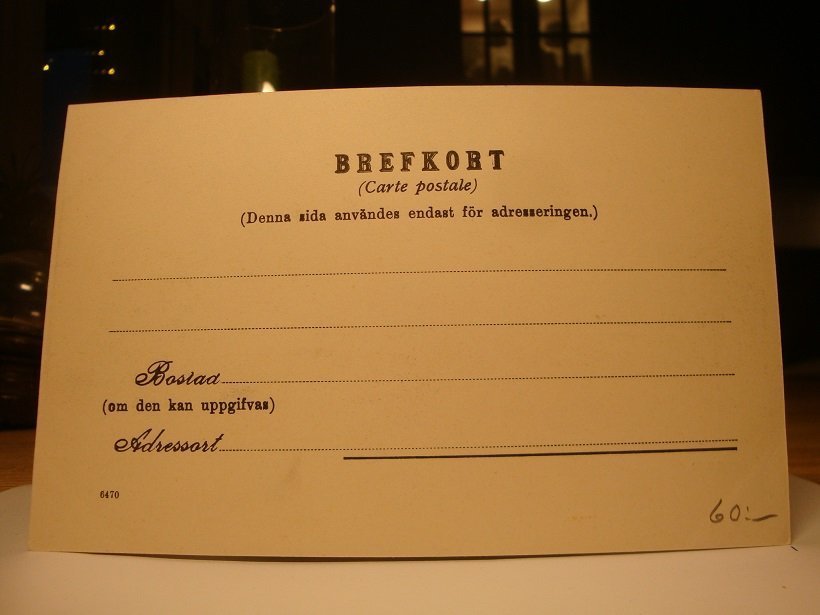 BREFKORT
(Carte postale)
(Denna sida användes endast för adresseringen.)
Bostad
(om den kan uppgifvas)
Adressort
6470
60:-